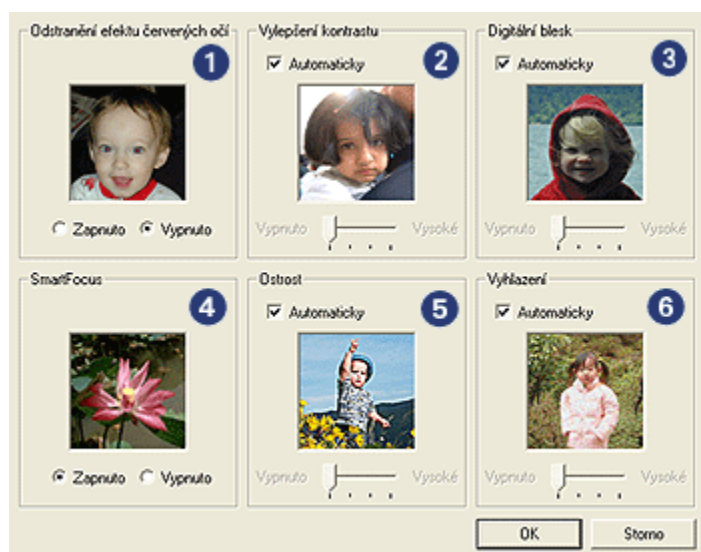 Odstranění efektu červených očí
1
Zapnuto Vypnuto
Vylepšení kontrastu
Automaticky
2
Vypnuto Vysoké
Digitální blesk
Automaticky
3
Vypnuto Vysoké
SmartFocus
4
Zapnuto Vypnuto
Ostrost
Automaticky
5
Vypnuto Vysoké
Vyhlazení
Automaticky
6
Vypnuto Vysoké
OK Storno